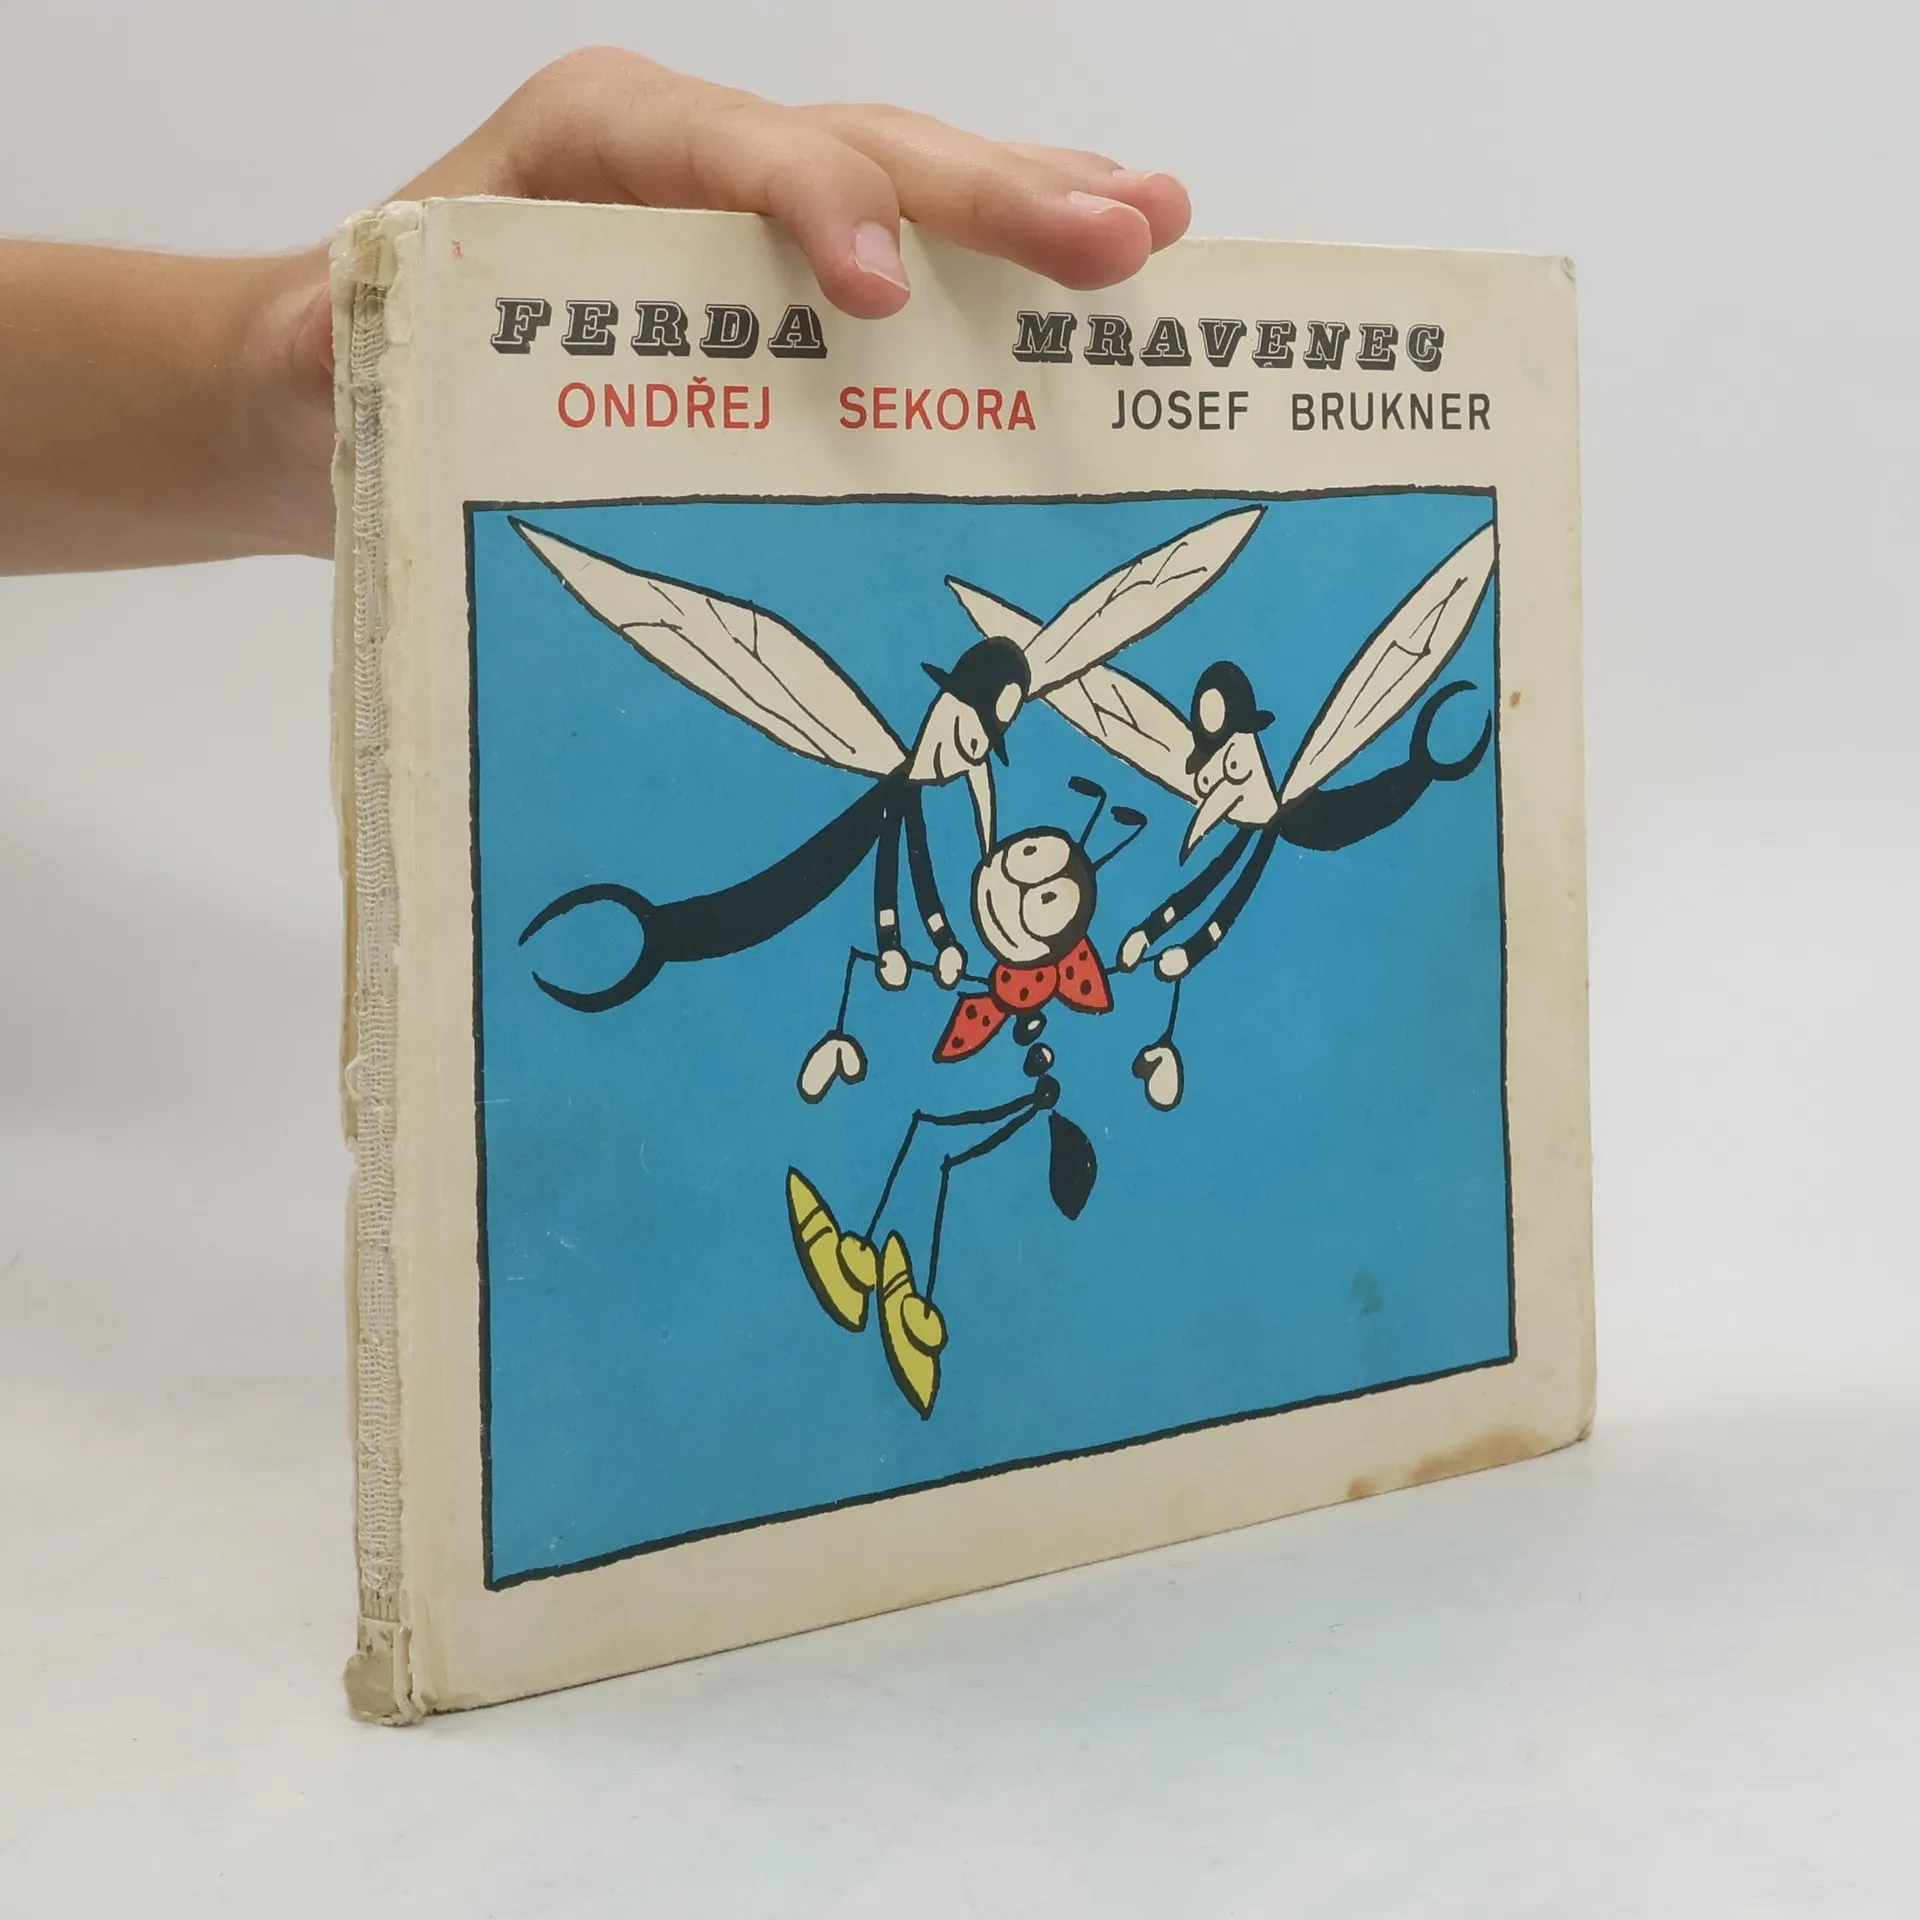 FERDA MRAVENEC
ONDŘEJ SEKORA JOSEF BRUKNER